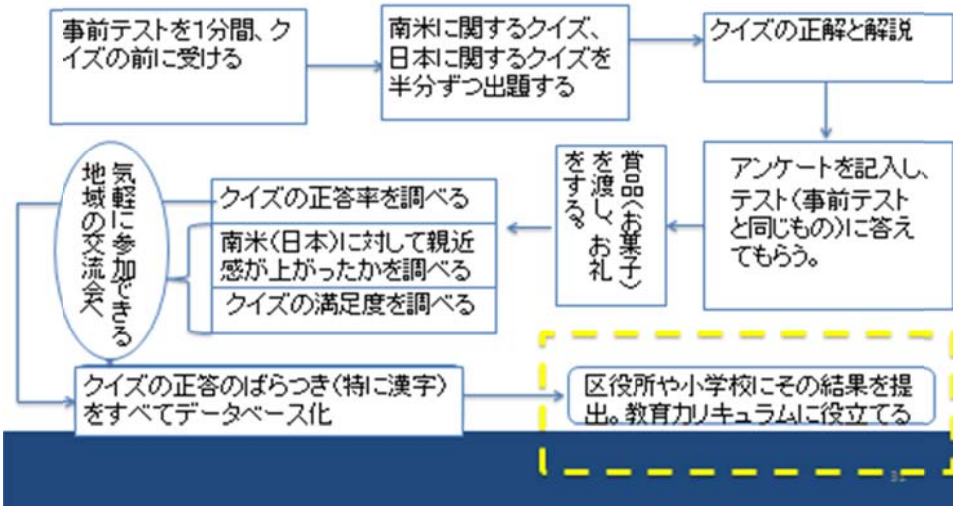 事前テストを1分間、ク
イズの前に受ける
南米に関するクイズ、
日本に関するクイズを
半分ずつ出題する
クイズの正解と解説
アンケートを記入し、
テスト(事前テスト
と同じもの)に答え
てもらう。
賞品(お菓子)
を渡し、お礼
をする。
クイズの正答率を調べる
南米(日本)に対して親近
感が上がったかを調べる
クイズの満足度を調べる
気軽に参加できる
地域の交流会へ
クイズの正答のばらつき(特に漢字)
をすべてデータベース化
区役所や小学校にその結果を提
出。教育カリキュラムに役立てる